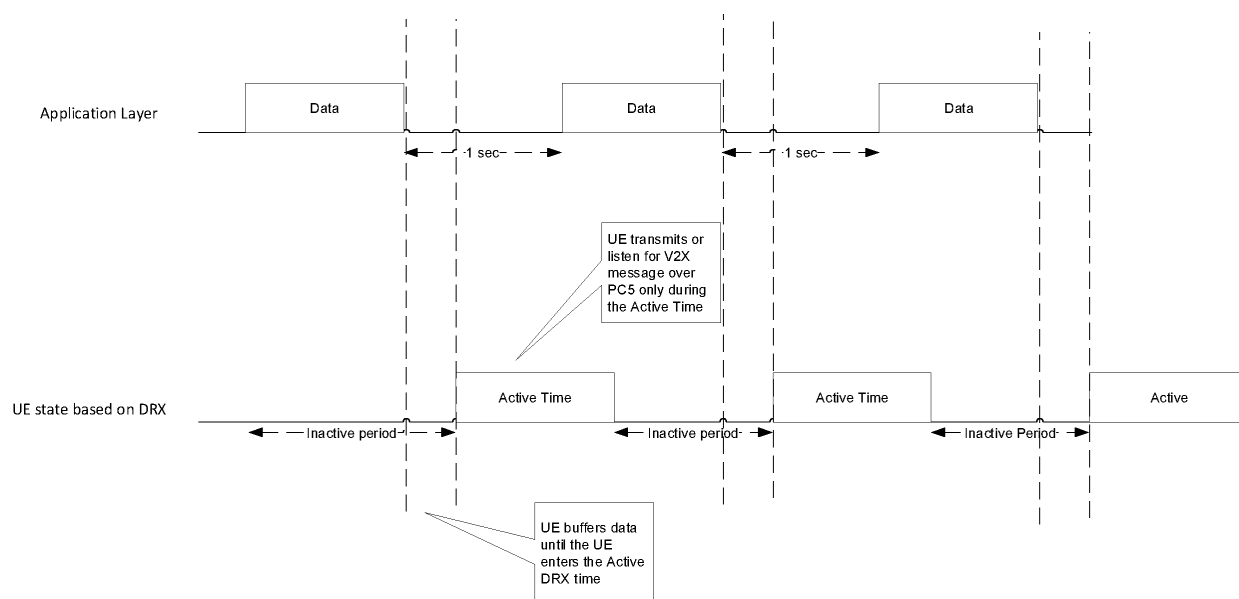 Application Layer
Data
Data
Data
1 sec
1 sec
UE transmits or
listen for V2X
message over
PC5 only during
the Active Time
UE state based on DRX
Active Time
Active Time
Active
Inactive period
Inactive period
Inactive Period
UE buffers data
until the UE
enters the Active
DRX time